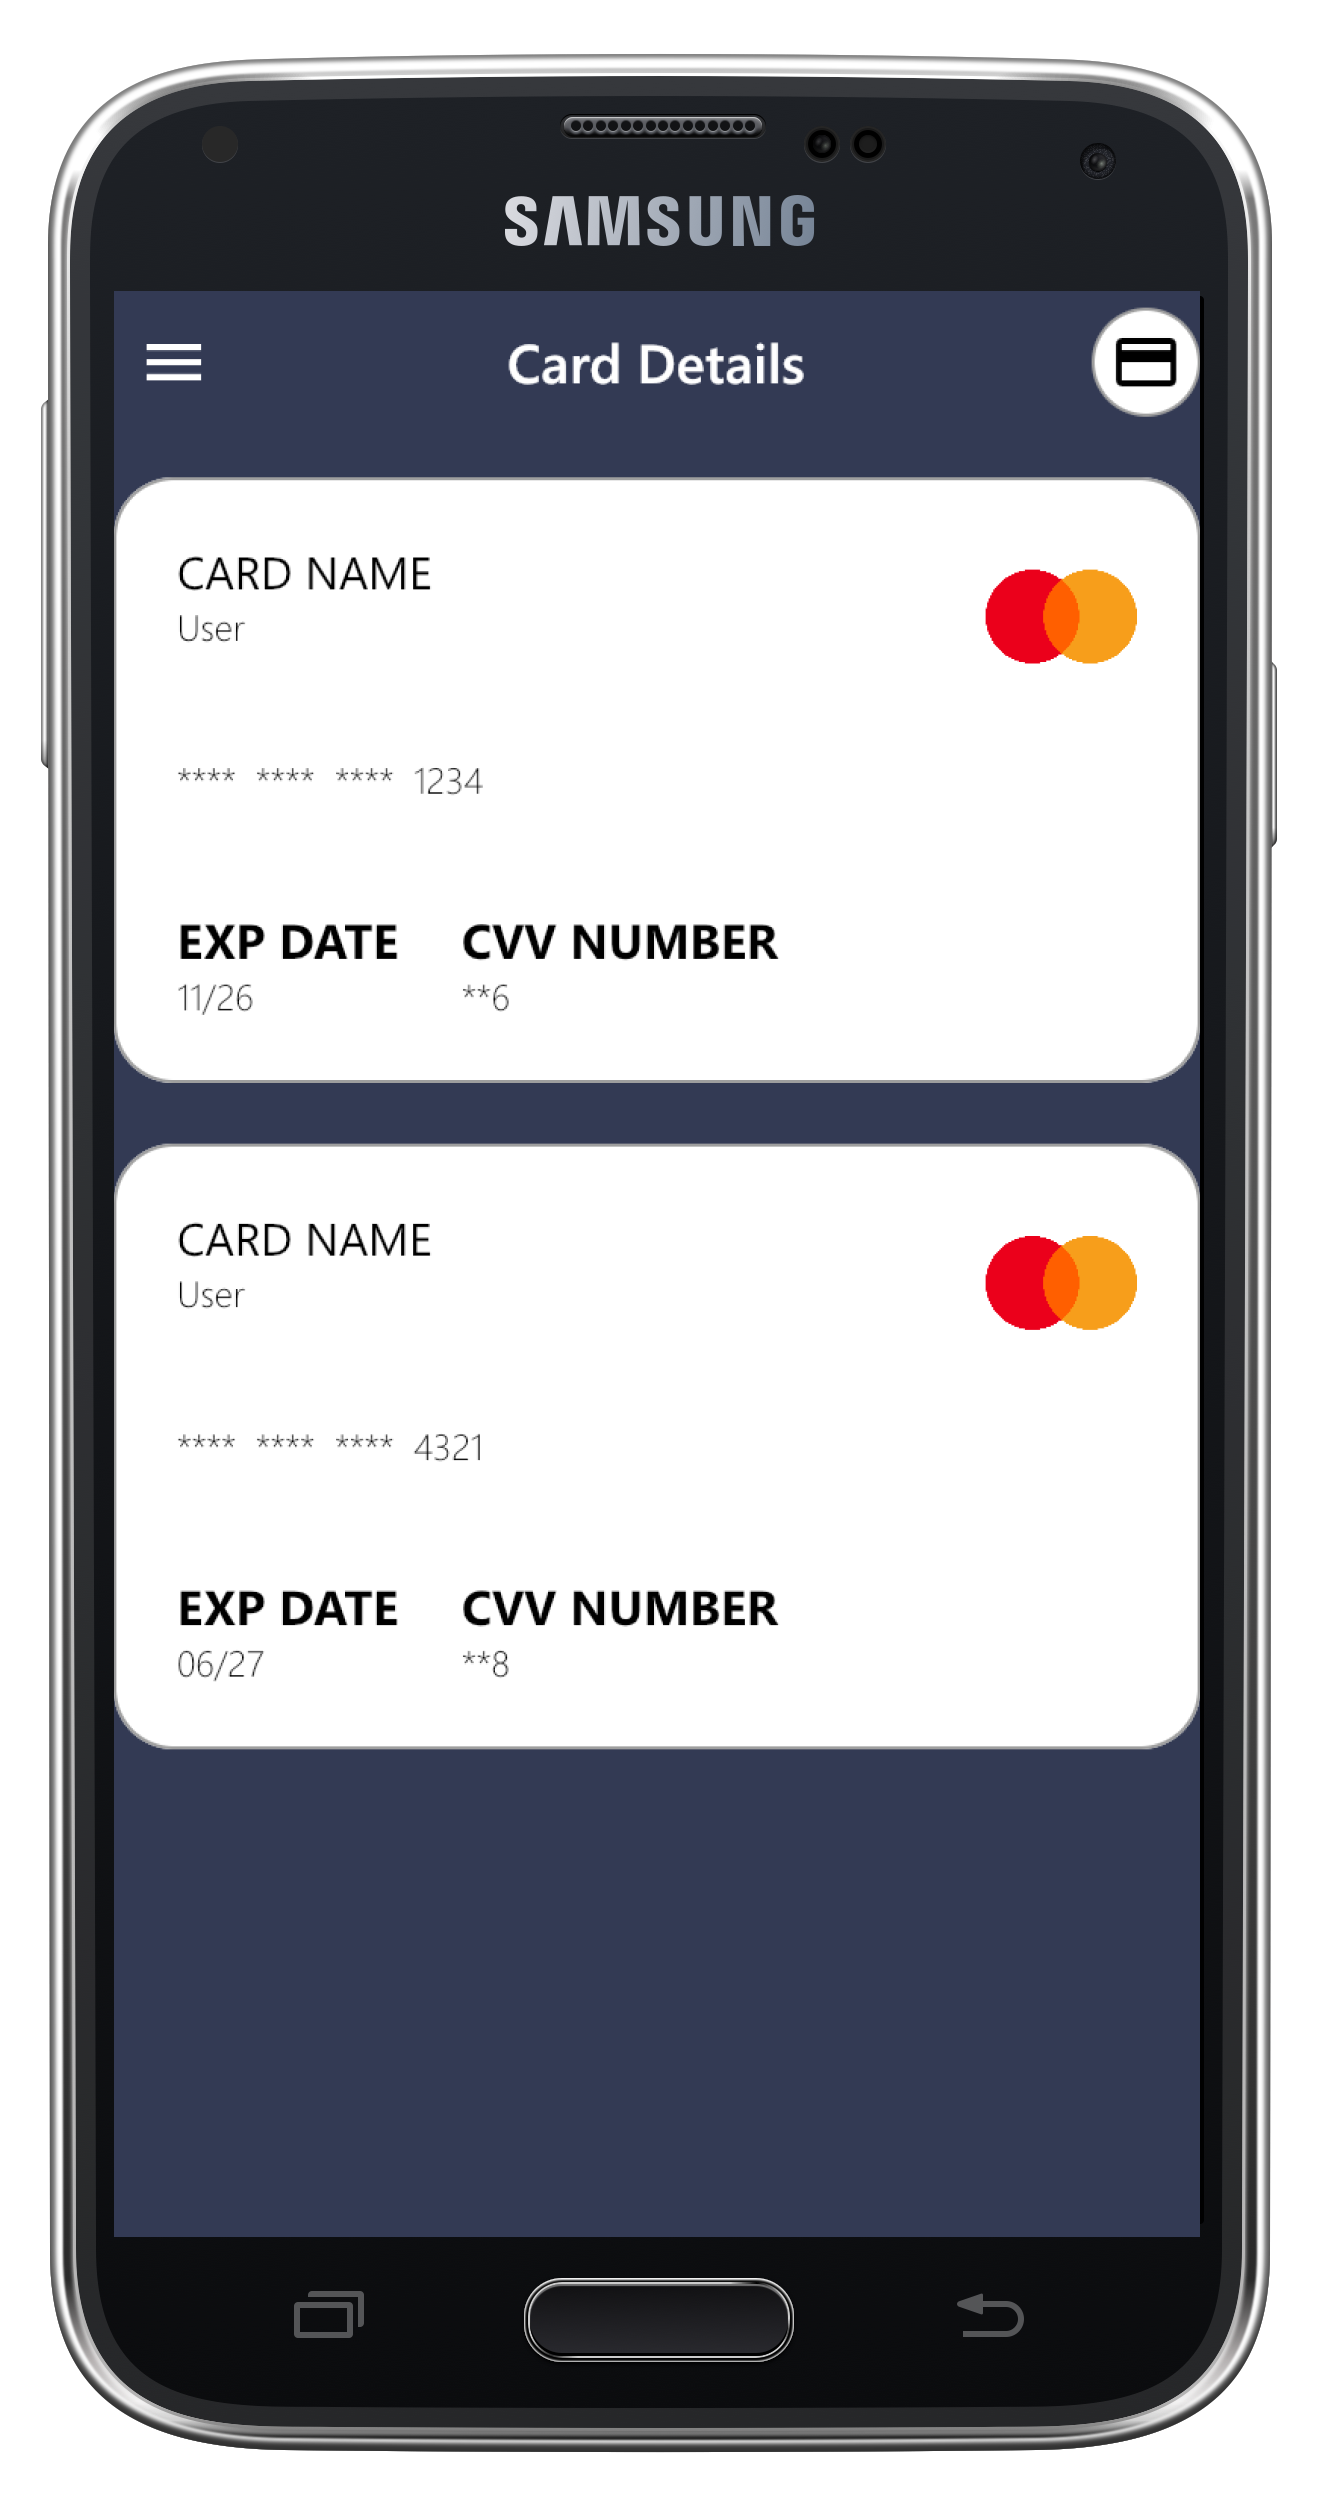 SAMSUNG
Card Details
CARD NAME
User
**** **** **** 1234
EXP DATE CVV NUMBER
11/26 **6
CARD NAME
User
**** **** **** 4321
EXP DATE CVV NUMBER
06/27 **8